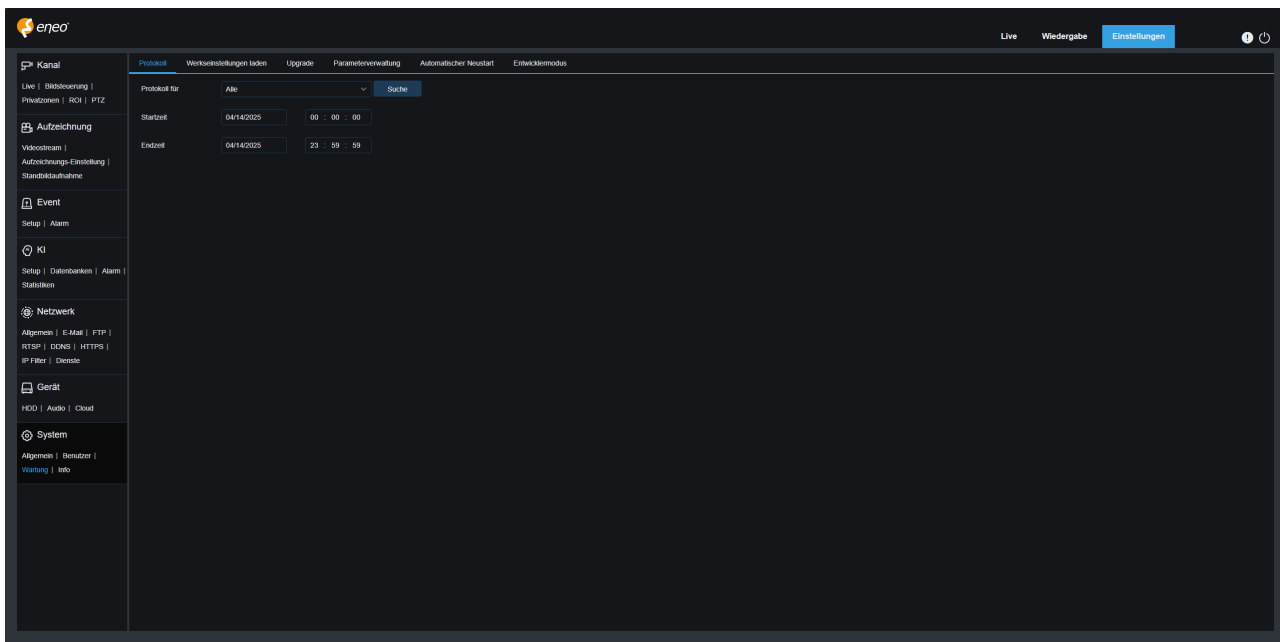 eneo
Live Wiedergabe Einstellungen
Kanal
Live | Bildsteuerung |
Privatzonen | ROI | PTZ
Aufzeichnung
Videostream |
Aufzeichnungs-Einstellung |
Standbildaufnahme
Event
Setup | Alarm
KI
Setup | Datenbanken | Alarm |
Statistiken
Netzwerk
Allgemein | E-Mail | FTP |
RTSP | DDNS | HTTPS |
IP Filter | Dienste
Gerät
HDD | Audio | Cloud
System
Allgemein | Benutzer |
Wartung | Info
Protokoll Werkseinstellungen laden Upgrade Parameterverwaltung Automatischer Neustart Entwicklermodus
Protokoll für Alle Suche
Startzeit 04/14/2025 00 : 00 : 00
Endzeit 04/14/2025 23 : 59 : 59